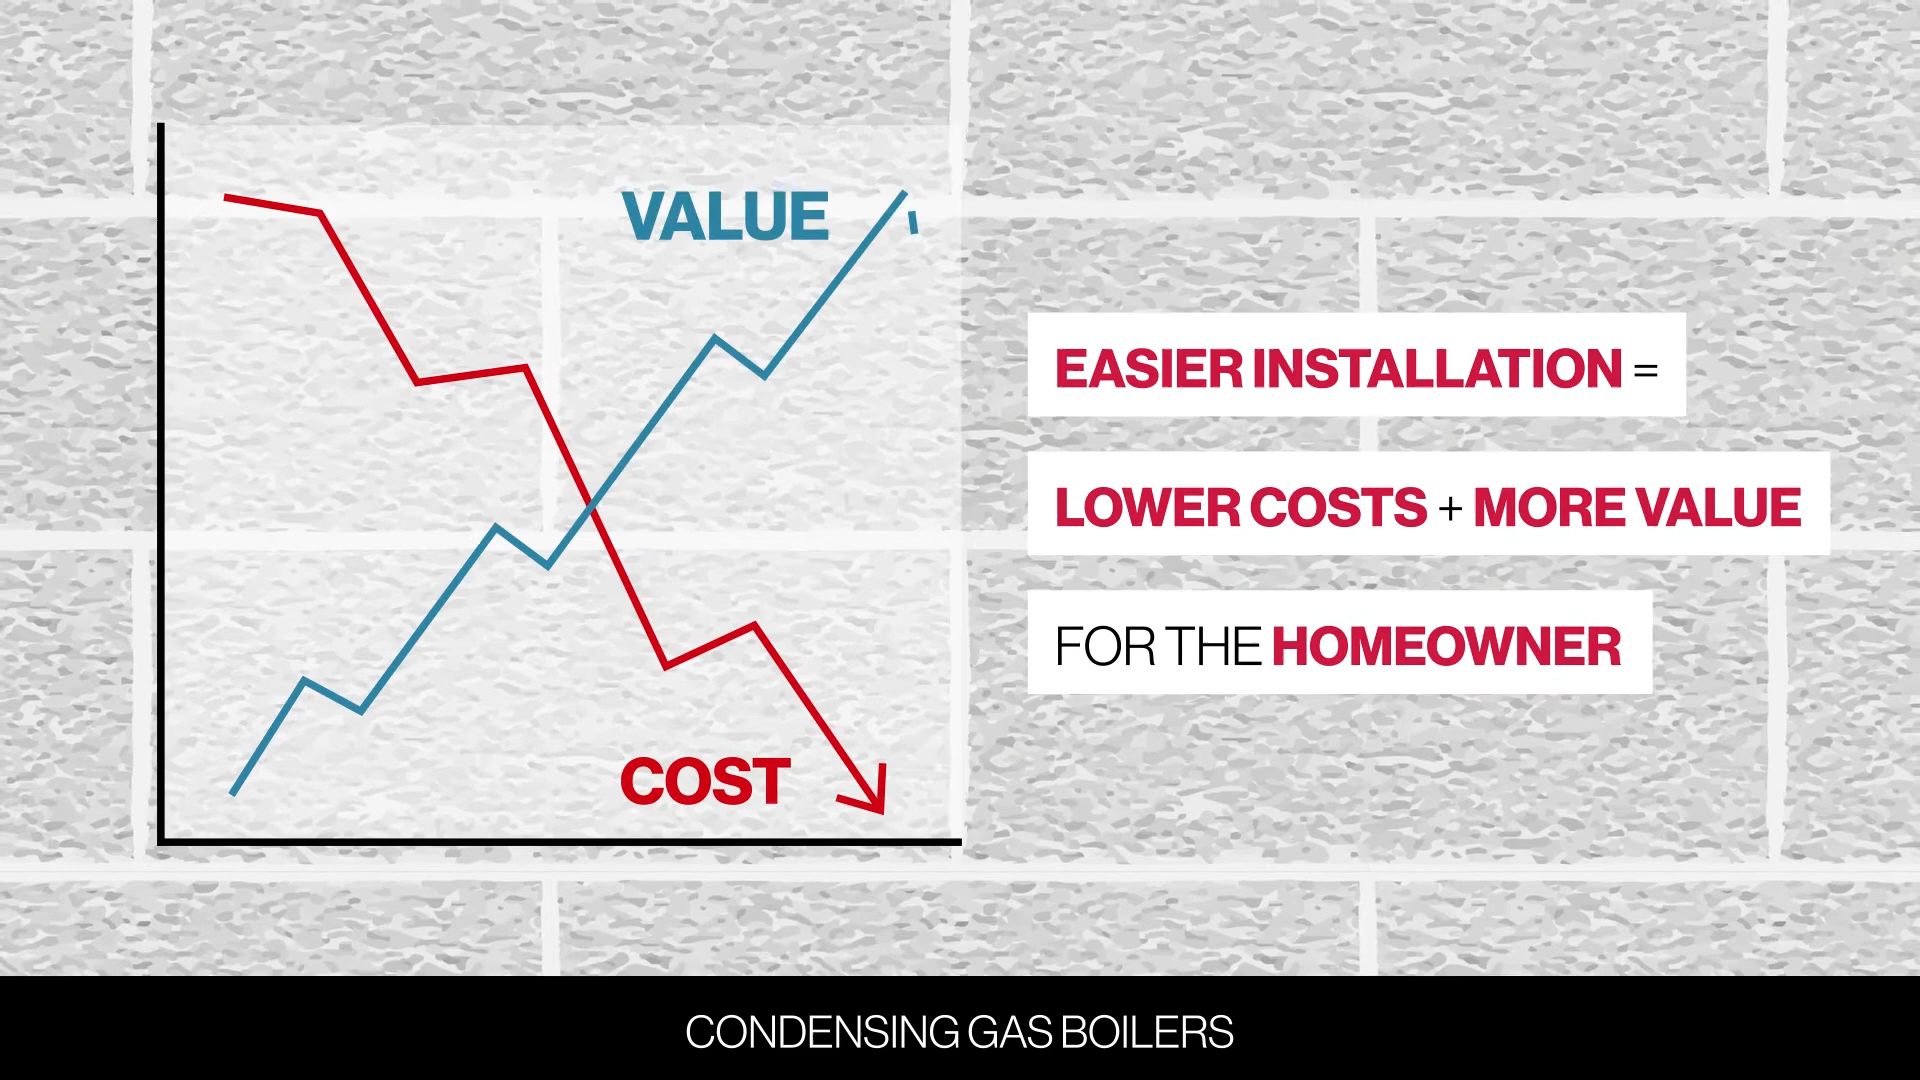 VALUE
COST
EASIER INSTALLATION =
LOWER COSTS + MORE VALUE
FOR THE HOMEOWNER
CONDENSING GAS BOILERS